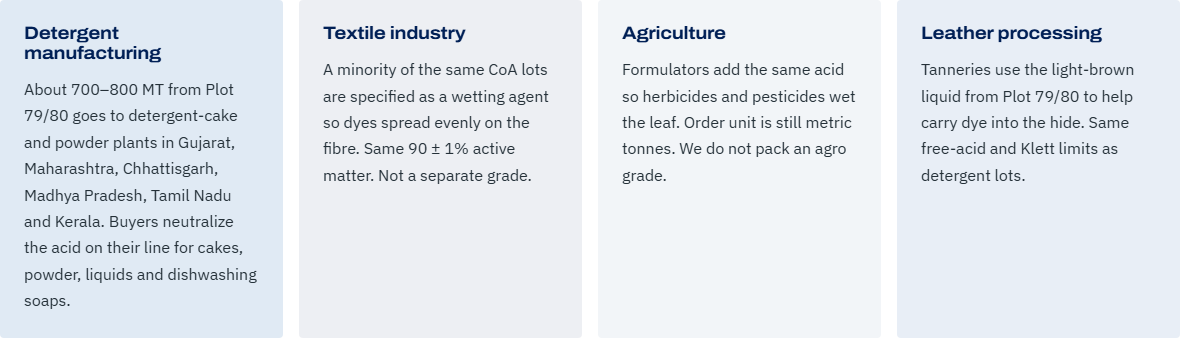 Detergent
manufacturing
About 700–800 MT from Plot
79/80 goes to detergent-cake
and powder plants in Gujarat,
Maharashtra, Chhattisgarh,
Madhya Pradesh, Tamil Nadu
and Kerala. Buyers neutralize
the acid on their line for cakes,
powder, liquids and dishwashing
soaps.
Textile industry
A minority of the same CoA lots
are specified as a wetting agent
so dyes spread evenly on the
fibre. Same 90 ± 1% active
matter. Not a separate grade.
Agriculture
Formulators add the same acid
so herbicides and pesticides wet
the leaf. Order unit is still metric
tonnes. We do not pack an agro
grade.
Leather processing
Tanneries use the light-brown
liquid from Plot 79/80 to help
carry dye into the hide. Same
free-acid and Klett limits as
detergent lots.